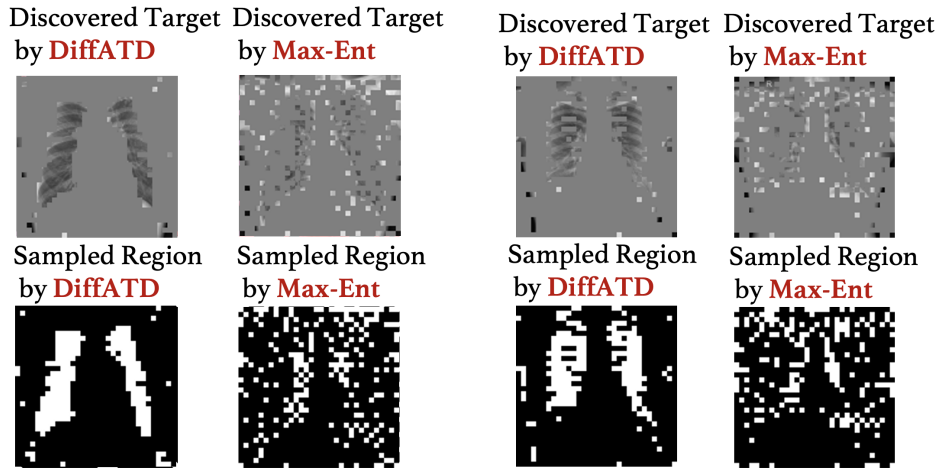 Discovered Target
by DiffATD
Discovered Target
by Max-Ent
Discovered Target
by DiffATD
Discovered Target
by Max-Ent
Sampled Region
by DiffATD
Sampled Region
by Max-Ent
Sampled Region
by DiffATD
Sampled Region
by Max-Ent